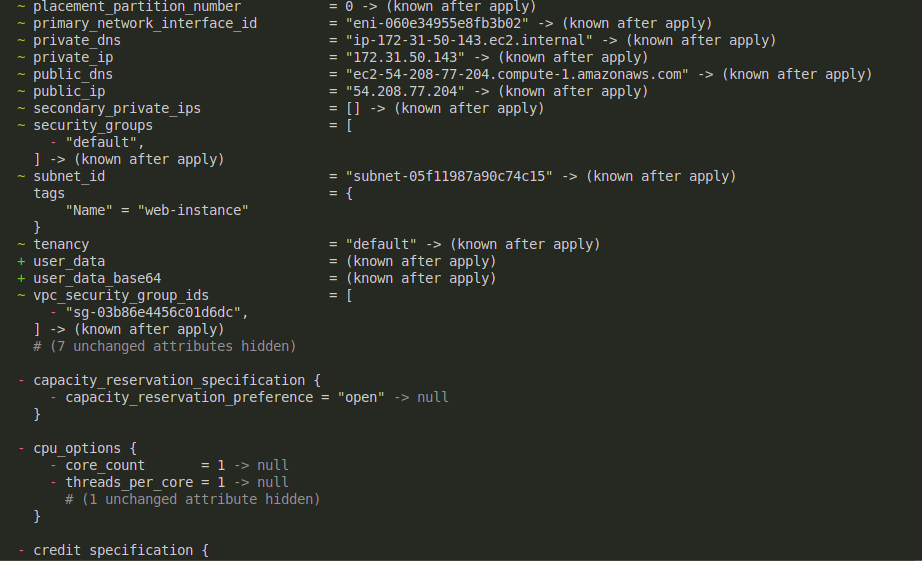 ~ placement_partition_number           = 0 -> (known after apply)
~ primary_network_interface_id         = "eni-060e34955e8fb3b02" -> (known after apply)
~ private_dns                          = "ip-172-31-50-143.ec2.internal" -> (known after apply)
~ private_ip                           = "172.31.50.143" -> (known after apply)
~ public_dns                           = "ec2-54-208-77-204.compute-1.amazonaws.com" -> (known after apply)
~ public_ip                            = "54.208.77.204" -> (known after apply)
~ secondary_private_ips                = [] -> (known after apply)
~ security_groups                      = [
    - "default",
  ] -> (known after apply)
~ subnet_id                            = "subnet-05f11987a90c74c15" -> (known after apply)
  tags                                 = {
      "Name" = "web-instance"
  }
~ tenancy                              = "default" -> (known after apply)
+ user_data                            = (known after apply)
+ user_data_base64                     = (known after apply)
~ vpc_security_group_ids               = [
    - "sg-03b86e4456c01d6dc",
  ] -> (known after apply)
  # (7 unchanged attributes hidden)

- capacity_reservation_specification {
    - capacity_reservation_preference = "open" -> null
  }

- cpu_options {
    - core_count       = 1 -> null
    - threads_per_core = 1 -> null
      # (1 unchanged attribute hidden)
  }

- credit specification {